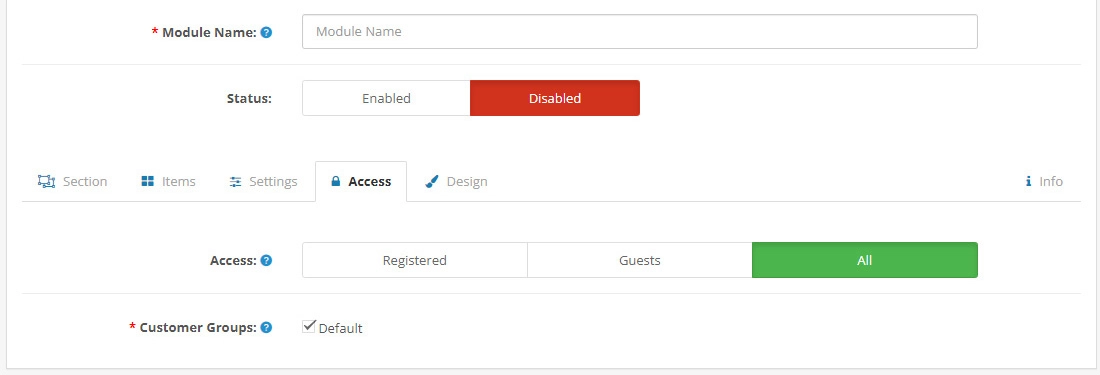 * Module Name: ?
Module Name
Status: Enabled Disabled
Section Items Settings Access Design i Info
Access: ? Registered Guests All
* Customer Groups: ? Default